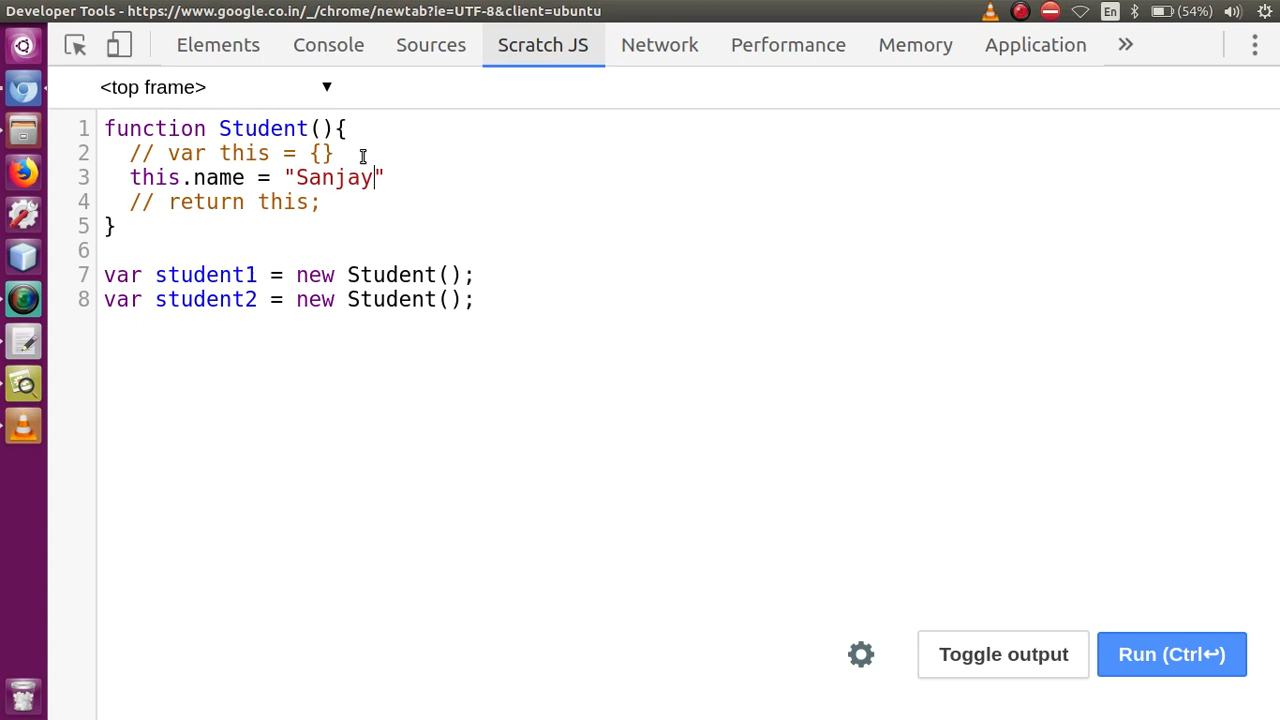 Developer Tools - https://www.google.co.in/_/chrome/newtab?ie=UTF-8&client=ubuntu
En
(54%)
Elements Console Sources Scratch JS Network Performance Memory Application
<top frame> ▼
1 function Student(){
2 // var this = {}
3 this.name = "Sanjay"
4 // return this;
5 }
6
7 var student1 = new Student();
8 var student2 = new Student();
Toggle output
Run (Ctrl↩)